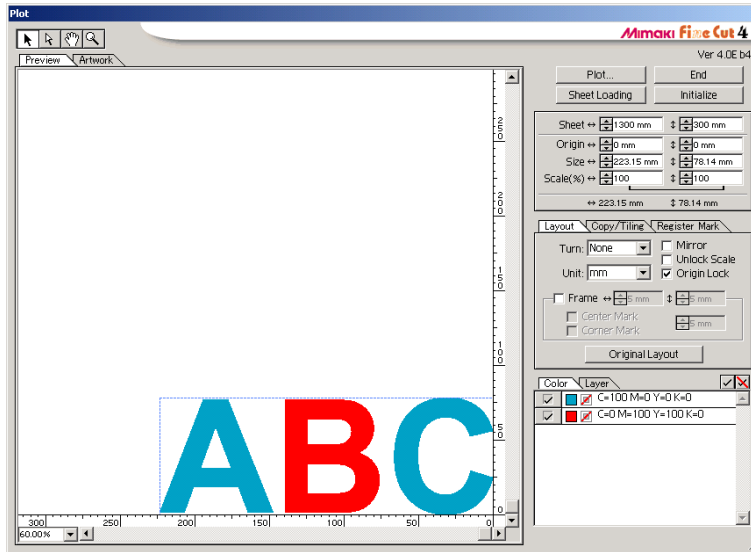 Plot
Mimaki Fine Cut 4
Ver 4.0E b4
Preview Artwork
Plot... End
Sheet Loading Initialize
Sheet ↔ 1300 mm ↕ 300 mm
Origin ↔ 0 mm ↕ 0 mm
Size ↔ 223.15 mm ↕ 78.14 mm
Scale(%) ↔ 100 ↕ 100
↔ 223.15 mm ↕ 78.14 mm
Layout Copy/Tiling Register Mark
Turn: None Mirror
Unlock Scale
Unit: mm Origin Lock
Frame ↔ 5 mm ↕ 5 mm
Center Mark 5 mm
Corner Mark
Original Layout
Color Layer
C=100 M=0 Y=0 K=0
C=0 M=100 Y=100 K=0
250
200
150
100
50
0
ABC
300 250 200 150 100 50 0
60.00%